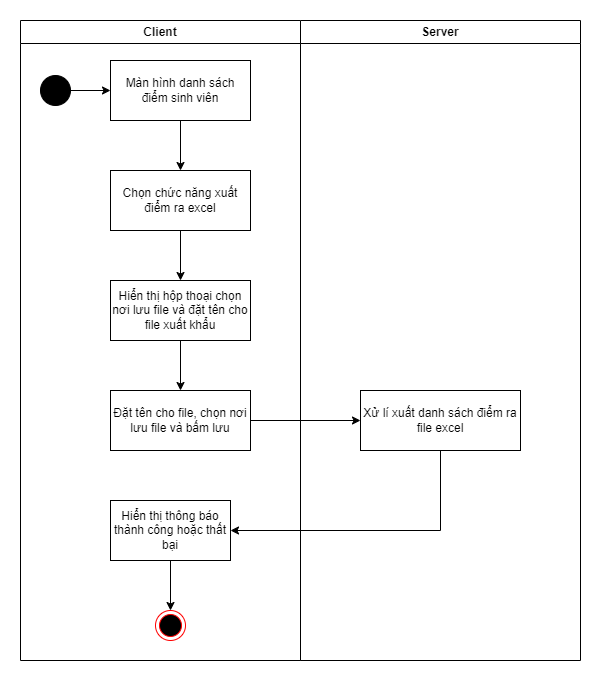 Client
Server
Màn hình danh sách
điểm sinh viên
Chọn chức năng xuất
điểm ra excel
Hiển thị hộp thoại chọn
nơi lưu file và đặt tên cho
file xuất khẩu
Đặt tên cho file, chọn nơi
lưu file và bấm lưu
Xử lí xuất danh sách điểm ra
file excel
Hiển thị thông báo
thành công hoặc thất
bại